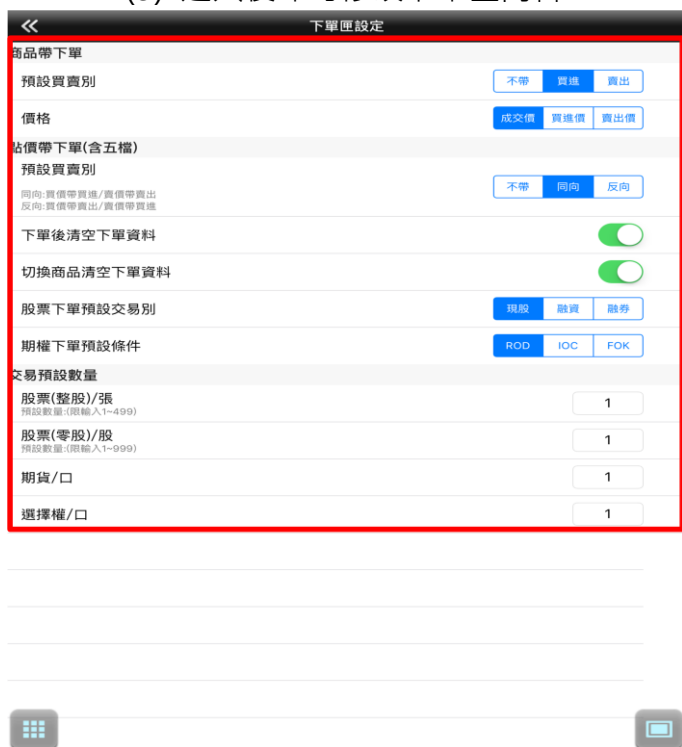 下單匣設定
商品帶下單
預設買賣別
不帶 買進 賣出
價格
成交價 買進價 賣出價
點價帶下單(含五檔)
預設買賣別
同向:買價帶買進/賣價帶賣出
反向:買價帶賣出/賣價帶買進
不帶 同向 反向
下單後清空下單資料
切換商品清空下單資料
股票下單預設交易別
現股 融資 融券
期權下單預設條件
ROD IOC FOK
交易預設數量
股票(整股)/張
預設數量:(限輸入1~499)
1
股票(零股)/股
預設數量:(限輸入1~999)
1
期貨/口
1
選擇權/口
1